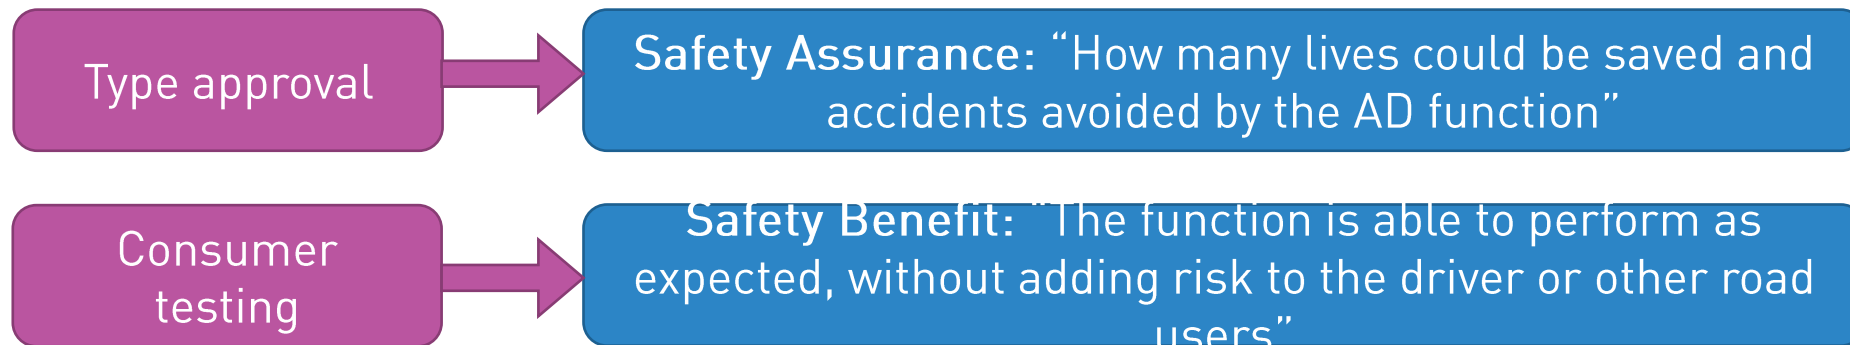 Type approval
Safety Assurance: “How many lives could be saved and
accidents avoided by the AD function”
Consumer
testing
Safety Benefit: “The function is able to perform as
expected, without adding risk to the driver or other road
users”